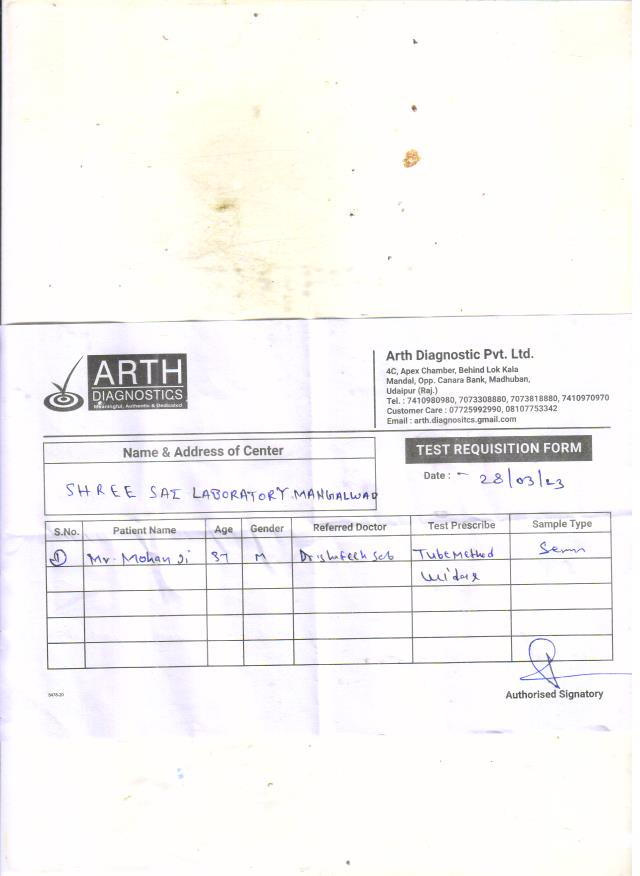 ARTH
DIAGNOSTICS
Meaningful, Authentic & Dedicated
Arth Diagnostic Pvt. Ltd.
4C, Apex Chamber, Behind Lok Kala
Mandal, Opp. Canara Bank, Madhuban,
Udaipur (Raj.)
Tel. : 7410980980, 7073308880, 7073818880, 7410970970
Customer Care : 07725992990, 08107753342
Email : arth.diagnositcs.gmail.com
Name & Address of Center
TEST REQUISITION FORM
SHREE SAI LABORATORY MANGALWAD
Date : - 28/03/23
S.No. Patient Name Age Gender Referred Doctor Test Prescribe Sample Type
1 Mr. Mohan Ji 37 M Tube Method
Authorised Signatory